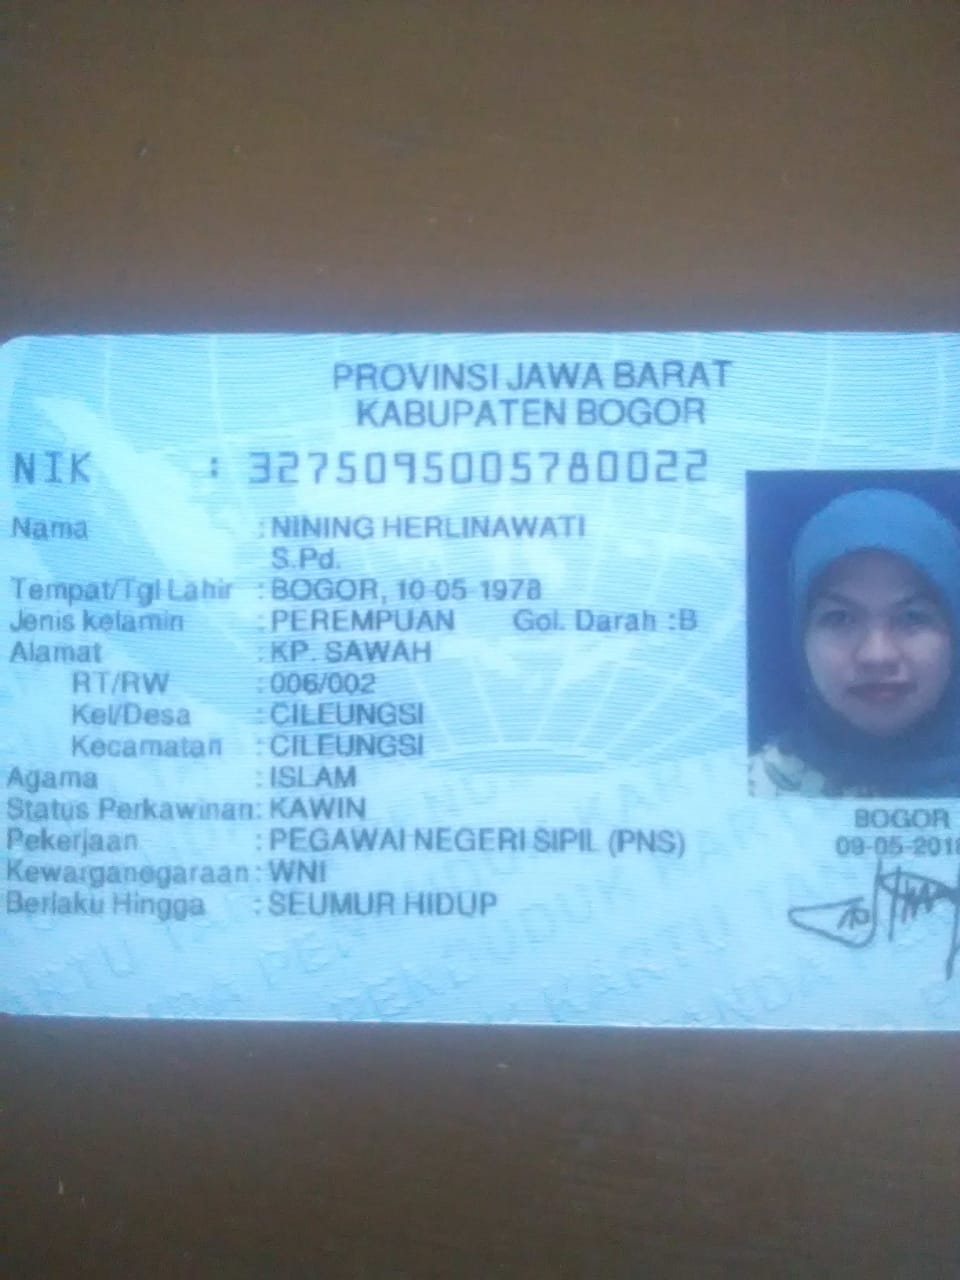 PROVINSI JAWA BARAT
KABUPATEN BOGOR
NIK : 3275095005780022
Nama : NINING HERLINAWATI
S.Pd.
Tempat/Tgl Lahir : BOGOR, 10-05-1978
Jenis kelamin : PEREMPUAN Gol. Darah :B
Alamat : KP. SAWAH
RT/RW : 006/002
Kel/Desa : CILEUNGSI
Kecamatan : CILEUNGSI
Agama : ISLAM
Status Perkawinan: KAWIN
Pekerjaan : PEGAWAI NEGERI SIPIL (PNS)
Kewarganegaraan: WNI
Berlaku Hingga : SEUMUR HIDUP
BOGOR
09-05-201